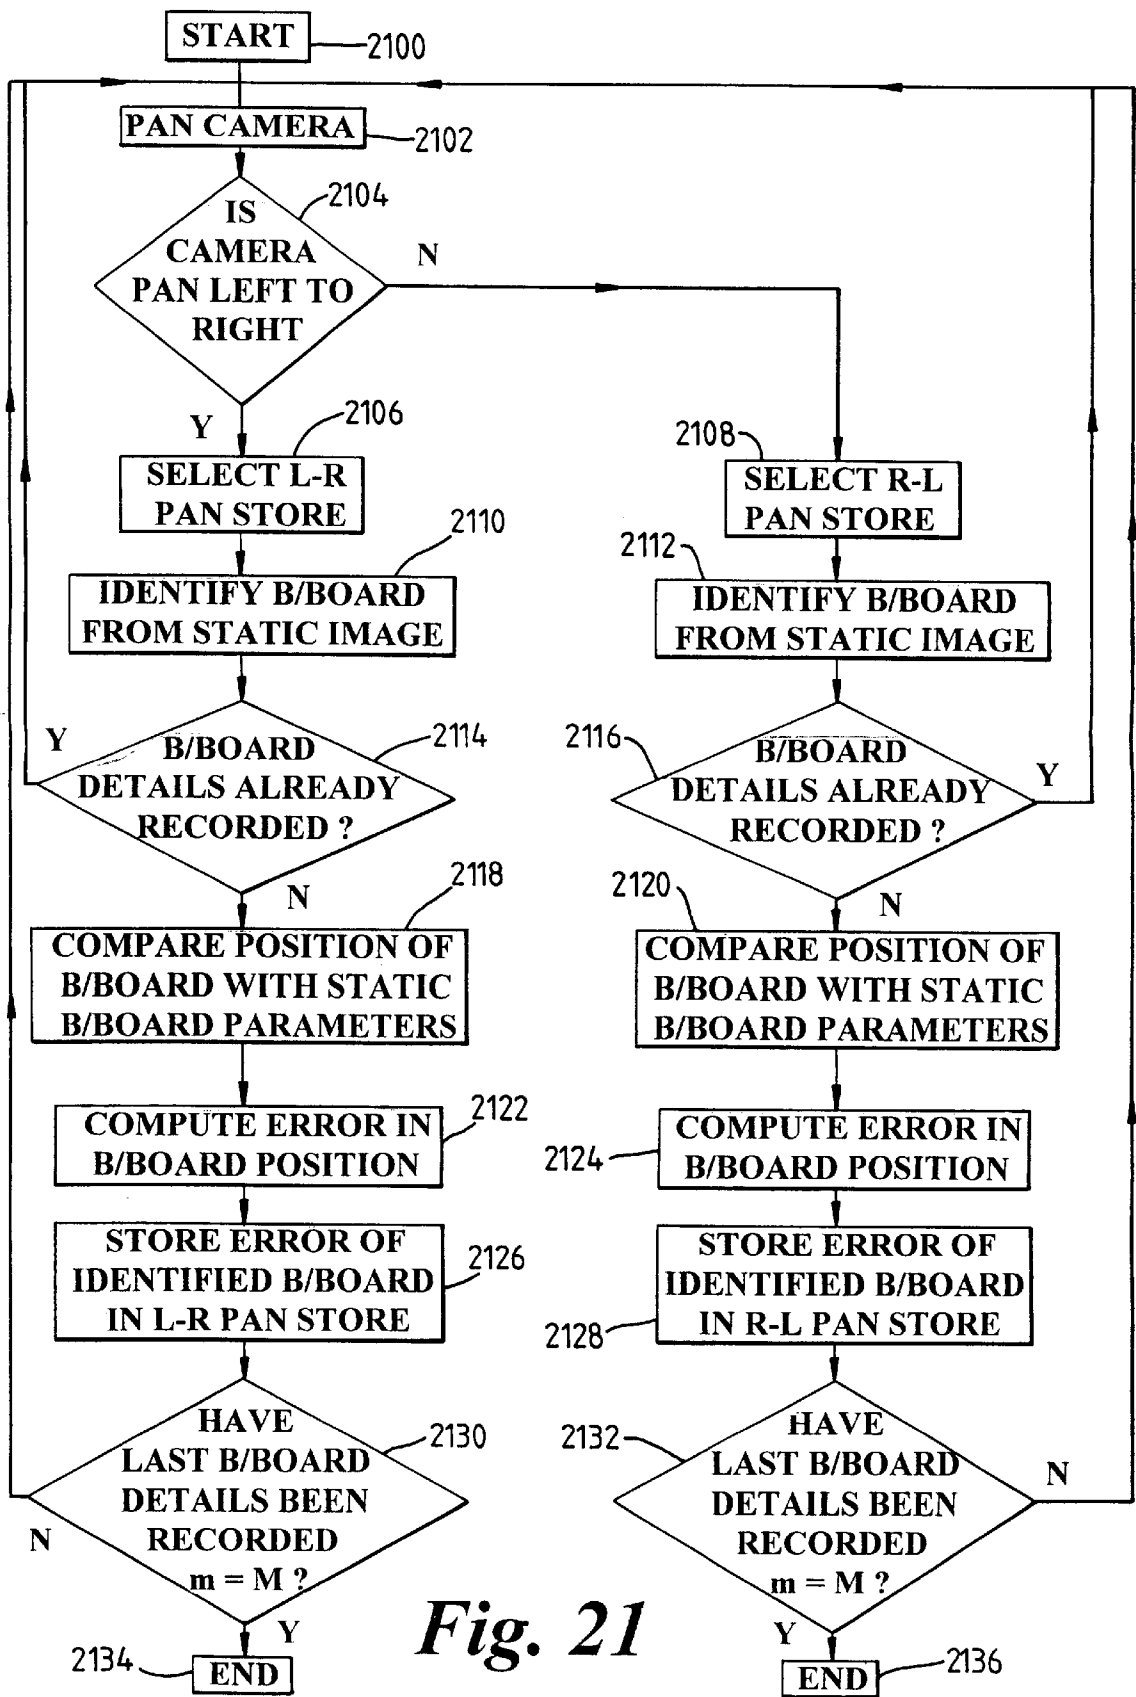 START
2100
PAN CAMERA
2102
IS
CAMERA
PAN LEFT TO
RIGHT
2104
N
Y
2106
SELECT L-R
PAN STORE
2108
SELECT R-L
PAN STORE
2110
IDENTIFY B/BOARD
FROM STATIC IMAGE
2112
IDENTIFY B/BOARD
FROM STATIC IMAGE
Y
B/BOARD
DETAILS ALREADY
RECORDED ?
2114
2116
B/BOARD
DETAILS ALREADY
RECORDED ?
Y
N
2118
N
2120
COMPARE POSITION OF
B/BOARD WITH STATIC
B/BOARD PARAMETERS
COMPARE POSITION OF
B/BOARD WITH STATIC
B/BOARD PARAMETERS
COMPUTE ERROR IN
B/BOARD POSITION
2122
2124
COMPUTE ERROR IN
B/BOARD POSITION
STORE ERROR OF
IDENTIFIED B/BOARD
IN L-R PAN STORE
2126
2128
STORE ERROR OF
IDENTIFIED B/BOARD
IN R-L PAN STORE
HAVE
LAST B/BOARD
DETAILS BEEN
RECORDED
m = M ?
2130
N
Y
2132
HAVE
LAST B/BOARD
DETAILS BEEN
RECORDED
m = M ?
N
Y
2134
END
Fig. 21
END
2136